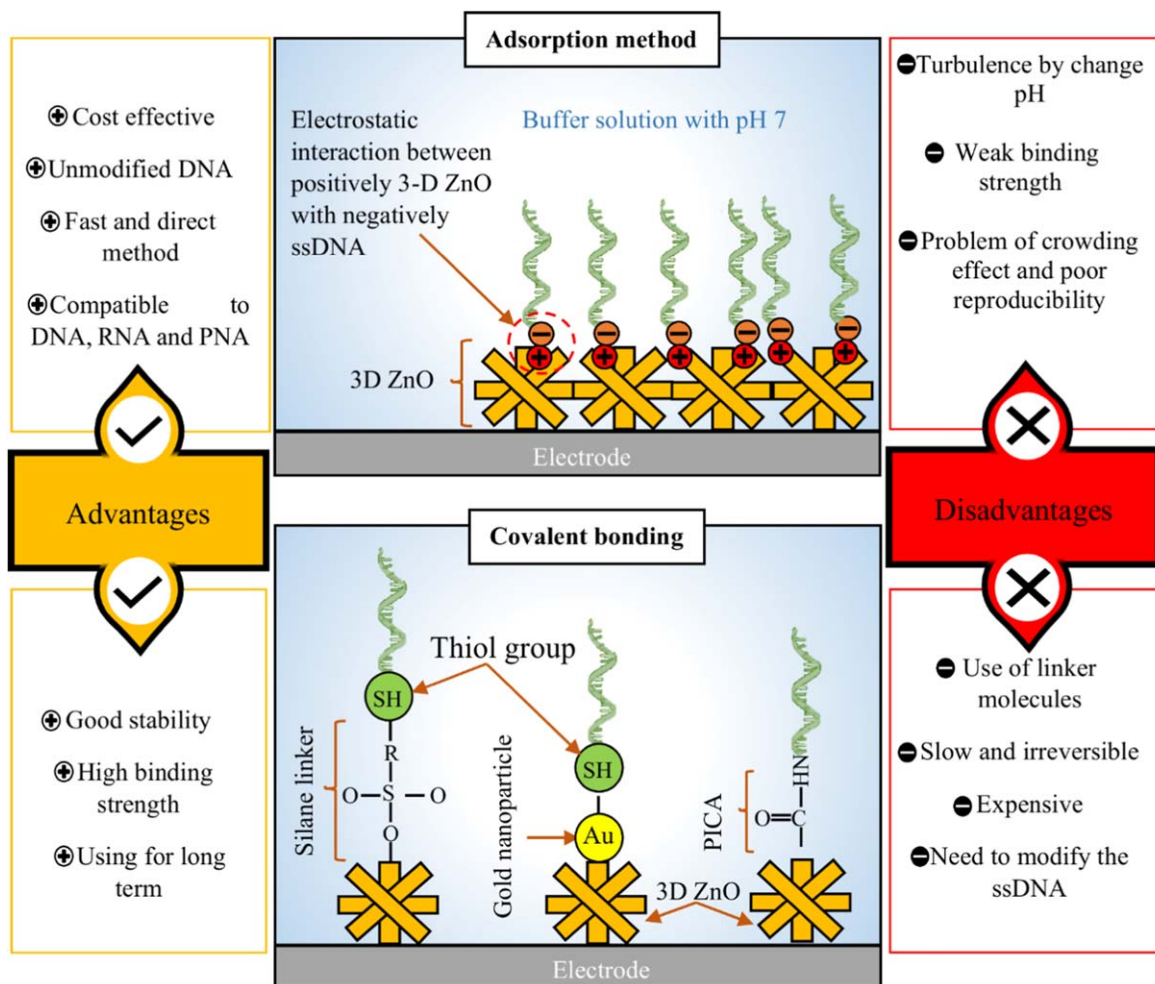 Adsorption method
⊕ Cost effective
⊕ Unmodified DNA
⊕ Fast and direct
method
⊕ Compatible to
DNA, RNA and PNA
Electrostatic
interaction between
positively 3-D ZnO
with negatively
ssDNA
Buffer solution with pH 7
3D ZnO
− − − − − −
+ + + + + +
Electrode
⊖ Turbulence by change
pH
⊖ Weak binding
strength
⊖ Problem of crowding
effect and poor
reproducibility
Advantages
Disadvantages
Covalent bonding
⊕ Good stability
⊕ High binding
strength
⊕ Using for long
term
Thiol group
SH
Silane linker
R
O—S—O
O
SH
Gold nanoparticle
Au
PICA
HN
O=C
3D ZnO
Electrode
⊖ Use of linker
molecules
⊖ Slow and irreversible
⊖ Expensive
⊖ Need to modify the
ssDNA